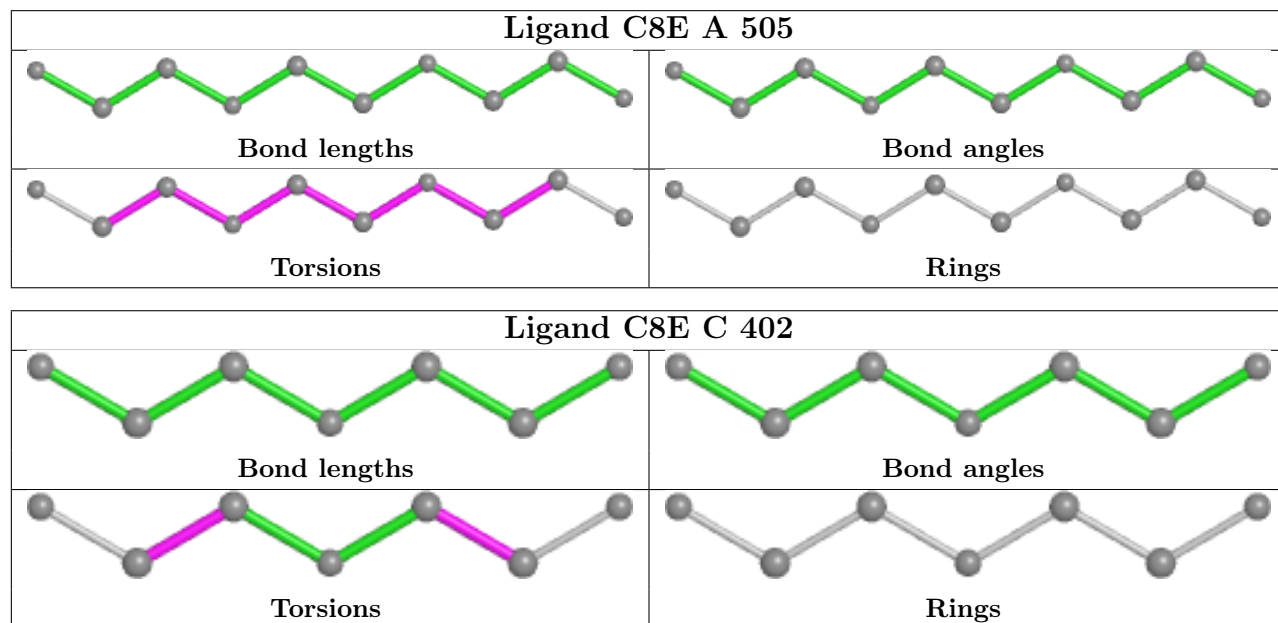 Ligand C8E A 505
Bond lengths
Bond angles
Torsions
Rings
Ligand C8E C 402
Bond lengths
Bond angles
Torsions
Rings